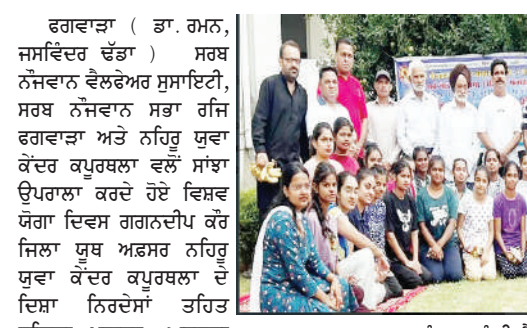 ਫਗਵਾੜਾ ( ਡਾ. ਰਮਨ,
ਜਸਵਿੰਦਰ ਢੱਡਾ ) ਸਰਬ
ਨੌਜਵਾਨ ਵੈਲਫੇਅਰ ਸੁਸਾਇਟੀ,
ਸਰਬ ਨੌਜਵਾਨ ਸਭਾ ਰਜਿ
ਫਗਵਾੜਾ ਅਤੇ ਨਹਿਰੂ ਯੁਵਾ
ਕੇਂਦਰ ਕਪੂਰਥਲਾ ਵਲੋਂ ਸਾਂਝਾ
ਉਪਰਾਲਾ ਕਰਦੇ ਹੋਏ ਵਿਸ਼ਵ
ਯੋਗਾ ਦਿਵਸ ਗਗਨਦੀਪ ਕੌਰ
ਜਿਲਾ ਯੂਥ ਅਫ਼ਸਰ ਨਹਿਰੂ
ਯੁਵਾ ਕੇਂਦਰ ਕਪੂਰਥਲਾ ਦੇ
ਦਿਸ਼ਾ ਨਿਰਦੇਸਾਂ ਤਹਿਤ